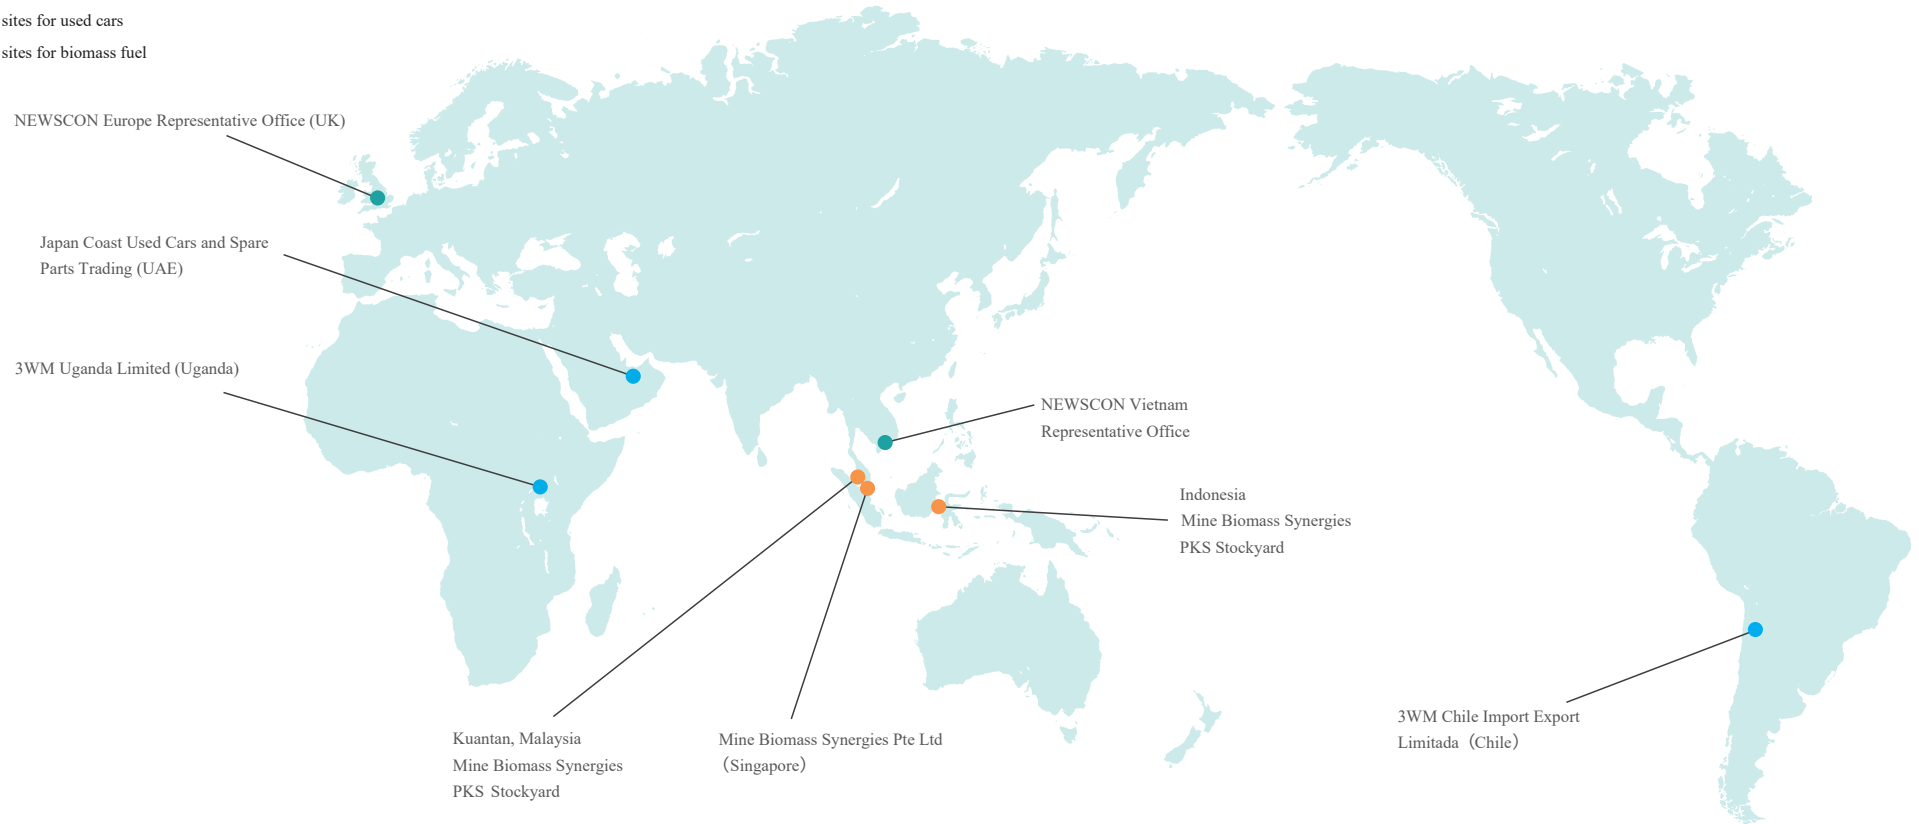 sites for used cars
sites for biomass fuel
NEWSCON Europe Representative Office (UK)
Japan Coast Used Cars and Spare
Parts Trading (UAE)
3WM Uganda Limited (Uganda)
NEWSCON Vietnam
Representative Office
Indonesia
Mine Biomass Synergies
PKS Stockyard
Kuantan, Malaysia
Mine Biomass Synergies
PKS Stockyard
Mine Biomass Synergies Pte Ltd
（Singapore）
3WM Chile Import Export
Limitada（Chile）